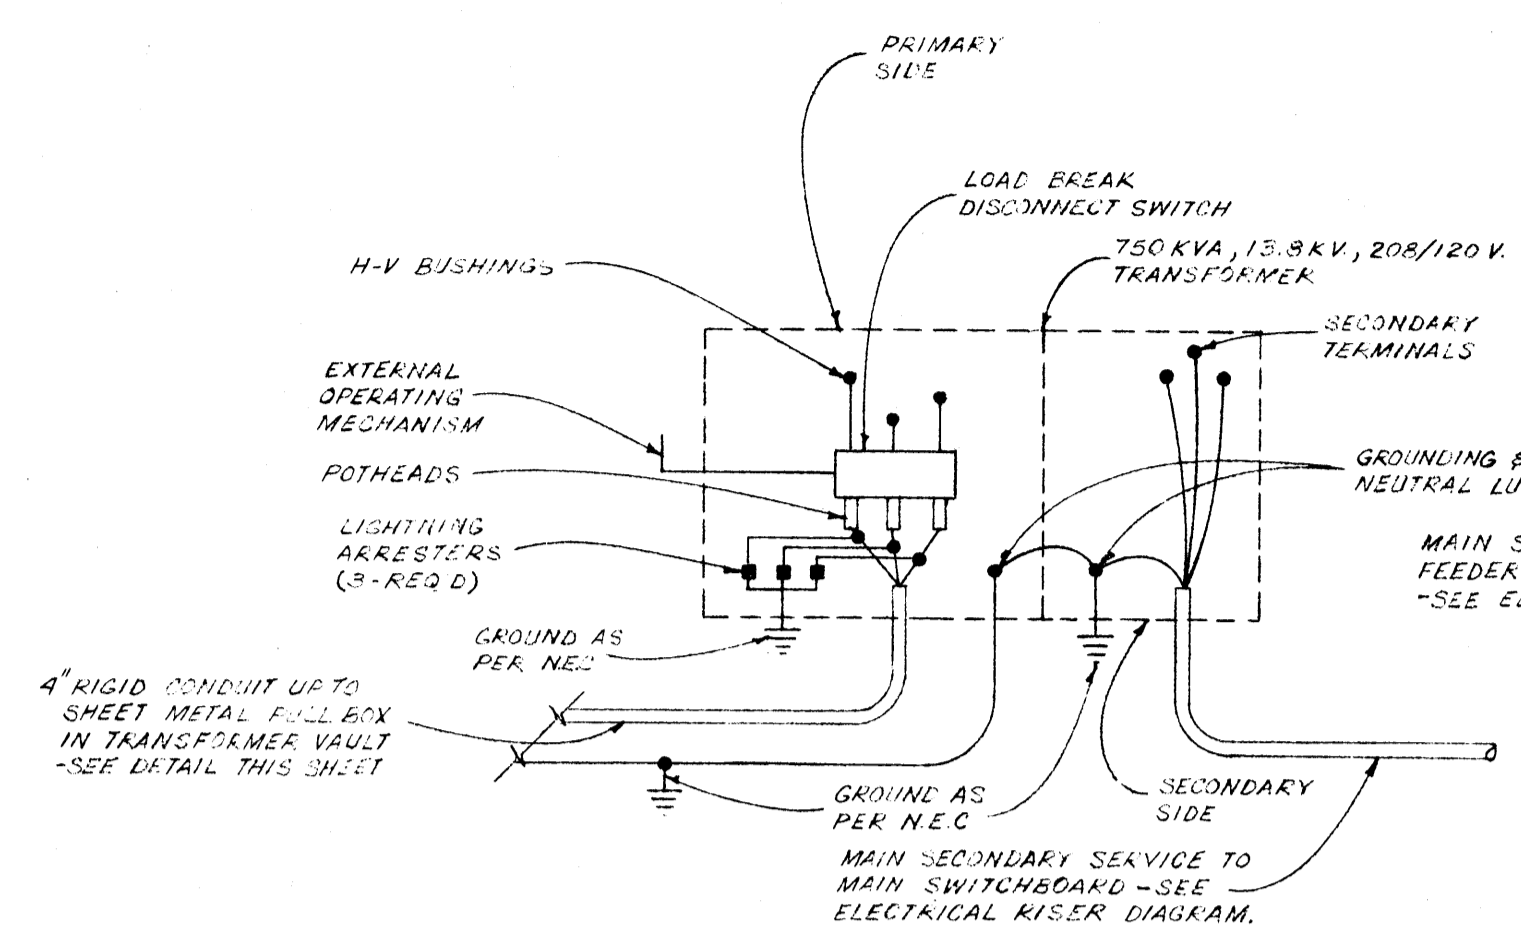 PRIMARY
SIDE
LOAD BREAK
DISCONNECT SWITCH
750 KVA, 13.8 KV., 208/120 V.
TRANSFORMER
H-V BUSHINGS
SECONDARY
TERMINALS
EXTERNAL
OPERATING
MECHANISM
POTHEADS
GROUNDING &
NEUTRAL LU
LIGHTNING
ARRESTERS
(3-REQ D)
MAIN S
FEEDER
-SEE EL
GROUND AS
PER N.E.C
4" RIGID CONDUIT UP TO
SHEET METAL PULL BOX
IN TRANSFORMER VAULT
-SEE DETAIL THIS SHEET
GROUND AS
PER N.E.C
SECONDARY
SIDE
MAIN SECONDARY SERVICE TO
MAIN SWITCHBOARD -SEE
ELECTRICAL RISER DIAGRAM.